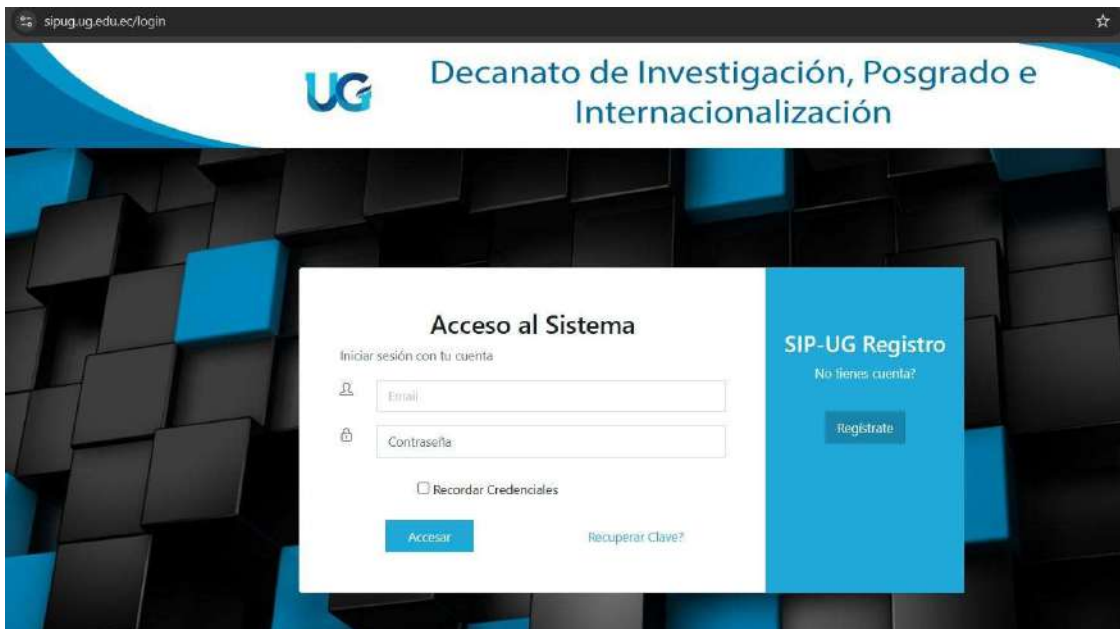 sipug.ug.edu.ec/login
UG
Decanato de Investigación, Posgrado e
Internacionalización
Acceso al Sistema
Iniciar sesión con tu cuenta
Email
Contraseña
Recordar Credenciales
Accesar
Recuperar Clave?
SIP-UG Registro
No tienes cuenta?
Regístrate